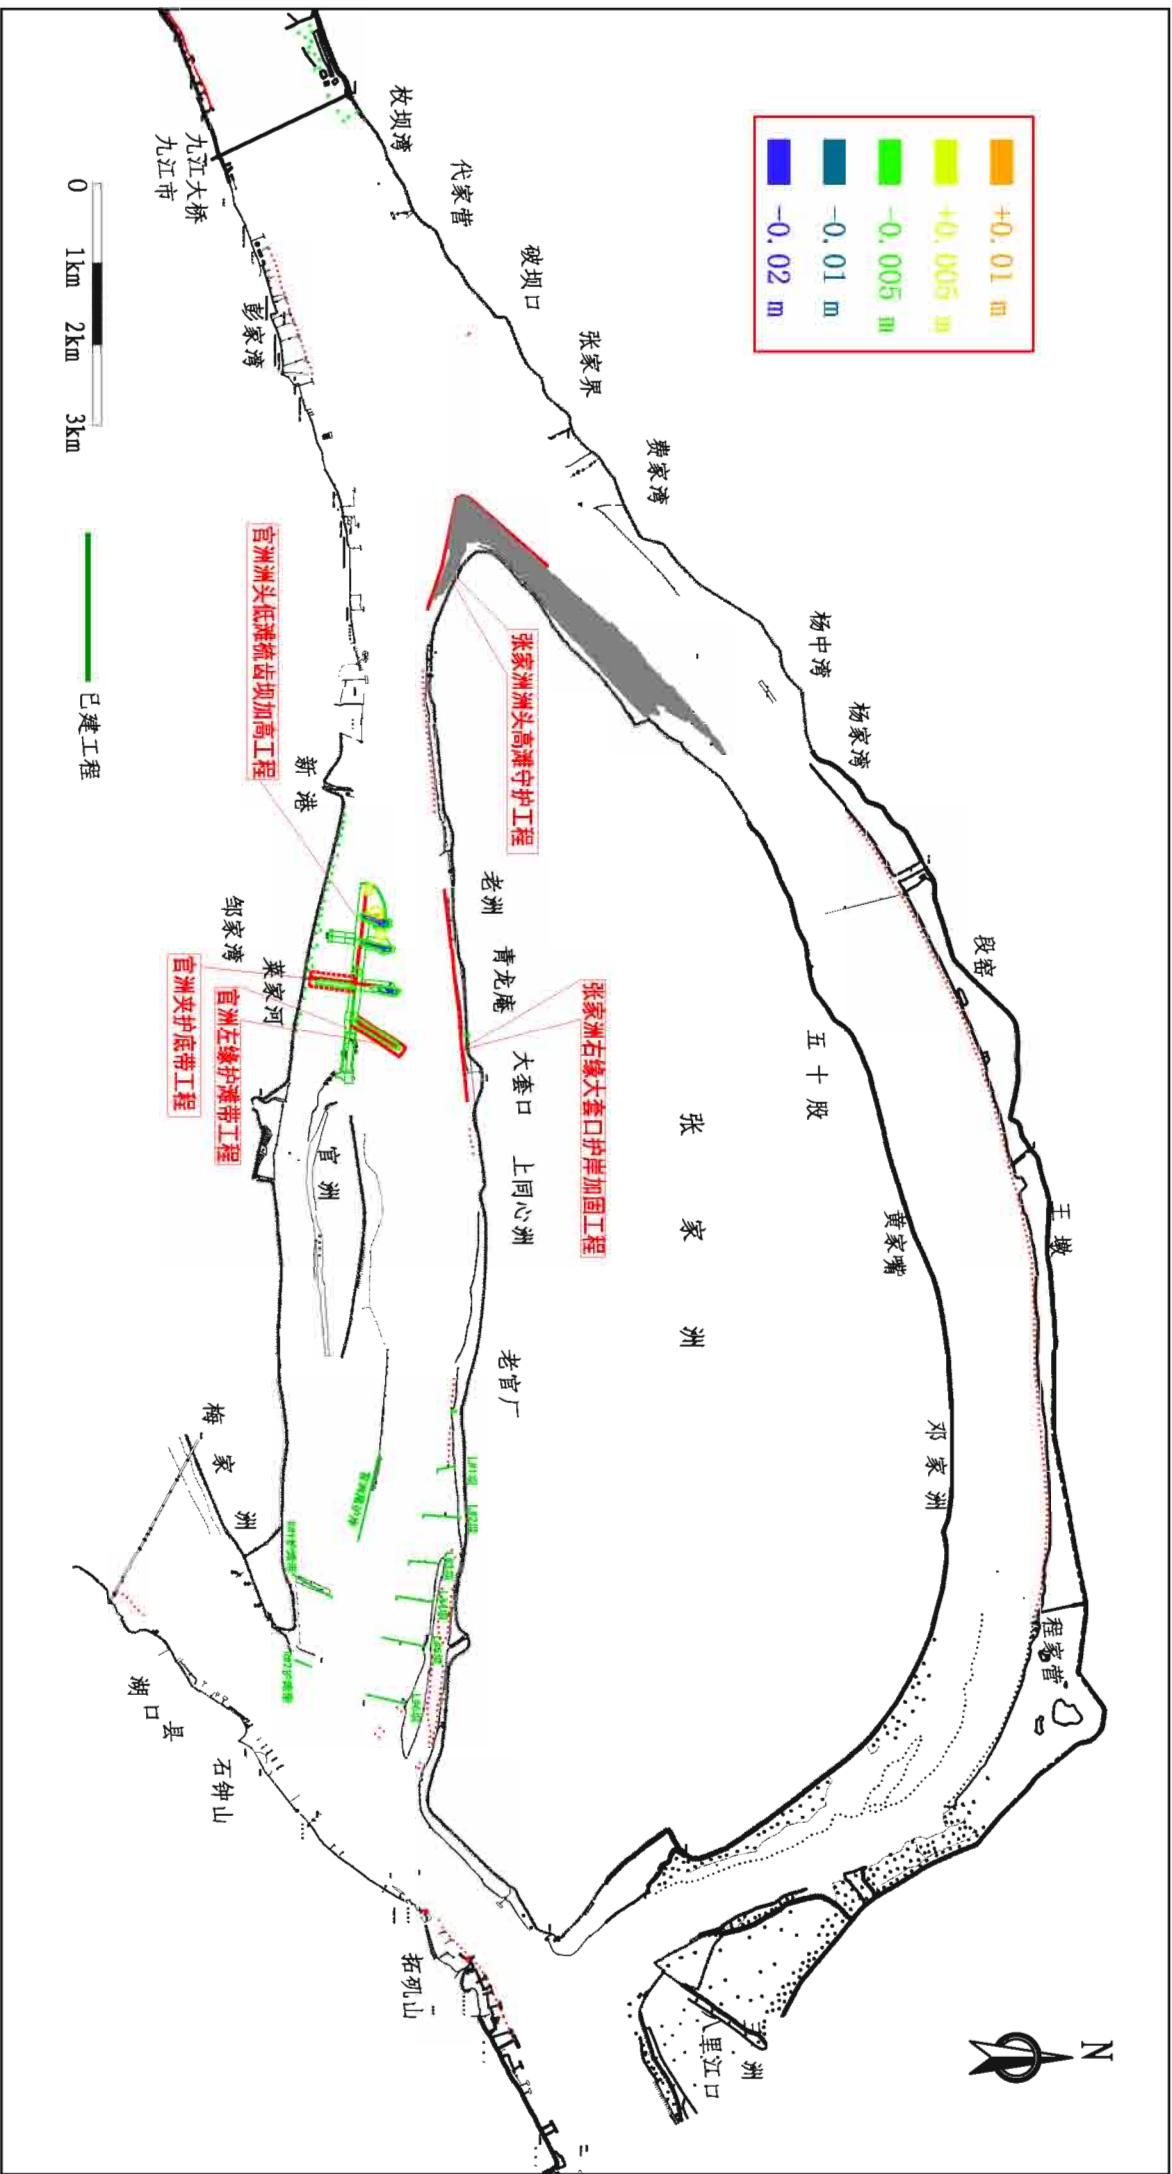 +0.01 m
+0.005 m
-0.005 m
-0.01 m
-0.02 m
N
枚坝湾
代家营
破坝口
张家界
费家湾
杨中湾
杨家湾
段窑
王墩
程家营
九江大桥
九江市
彭家湾
五十股
黄家嘴
邓家洲
张家洲
张家洲洲头高滩守护工程
老洲
青龙庵
大套口
上同心洲
张家洲右缘大套口护岸加固工程
老官厂
官洲洲头低滩梳齿坝加高工程
新港
邹家湾
菜家河
官洲夹护底带工程
官洲左缘护滩带工程
官洲
梅家洲
湖口县
石钟山
拓矶山
八里江口
0
1km
2km
3km
已建工程